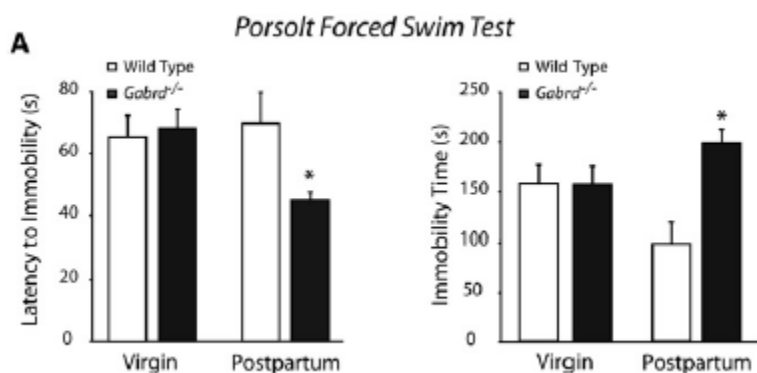 Porsolt Forced Swim Test
A
Wild Type
Gabrd-/-
80
60
40
20
0
Latency to Immobility (s)
*
Virgin
Postpartum
Wild Type
Gabrd-/-
250
200
150
100
50
0
Immobility Time (s)
*
Virgin
Postpartum